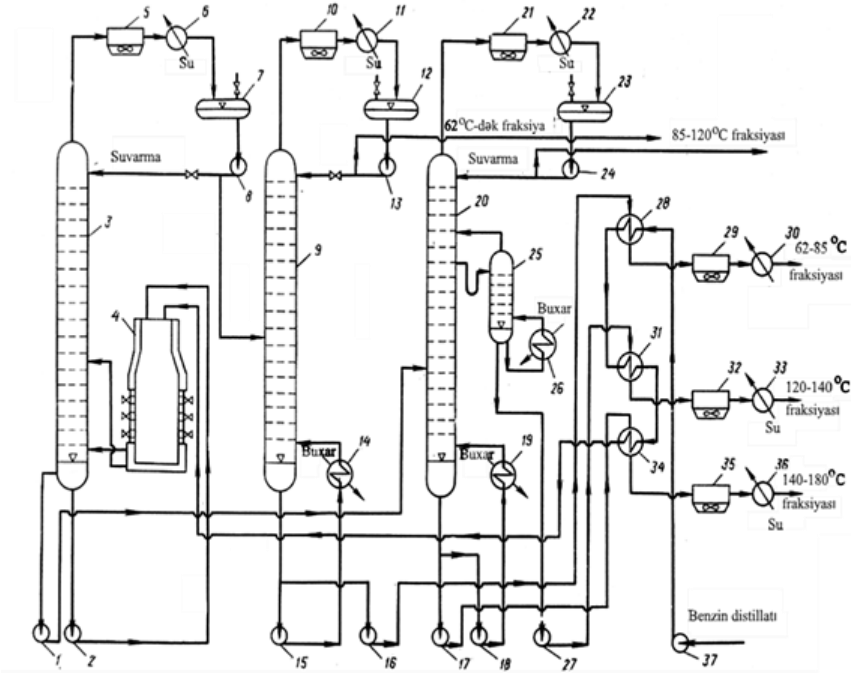 5
6
10
11
21
22
Su
Su
Su
7
12
23
62°C-dək fraksiya
85-120°C fraksiyası
Suvarma
Suvarma
8
13
24
3
9
20
28
29
30
62-85 °C
fraksiyası
25
4
Buxar
26
31
32
33
120-140 °C
fraksiyası
Su
Buxar
14
Buxar
19
34
35
36
140-180°C
fraksiyası
Su
Benzin distillatı
1
2
15
16
17
18
27
37